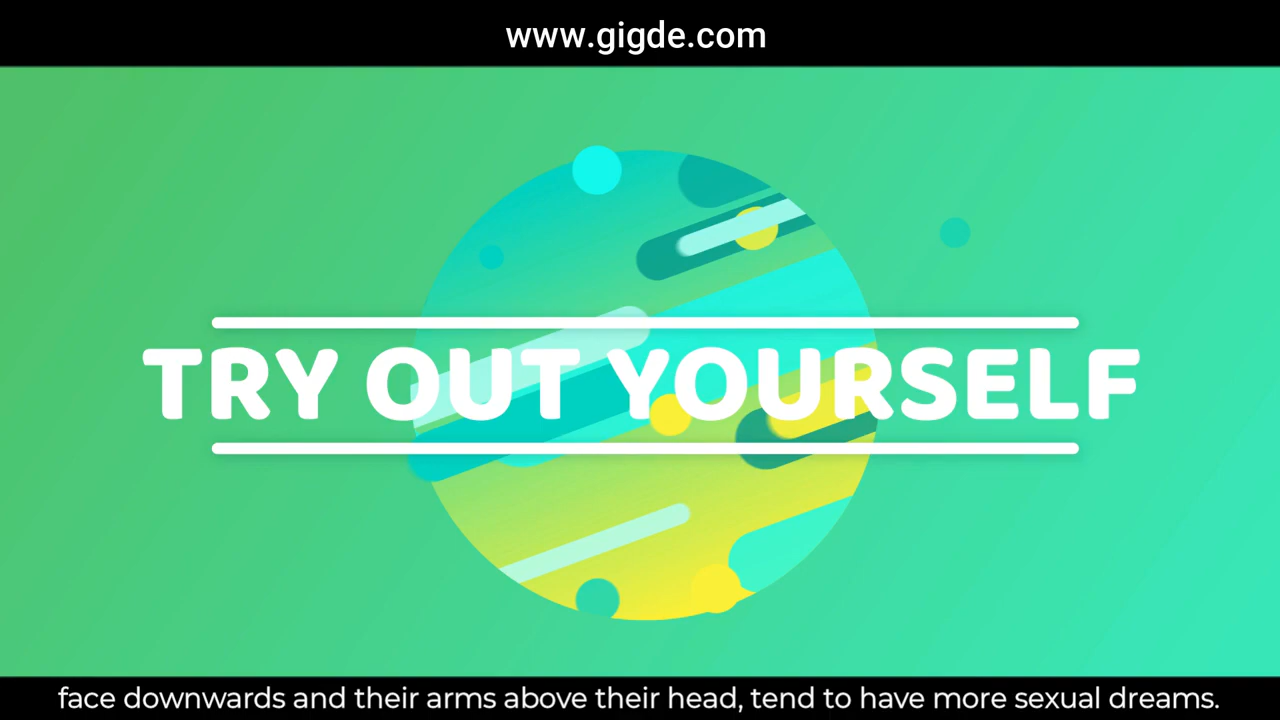 www.gigde.com
TRY OUT YOURSELF
face downwards and their arms above their head, tend to have more sexual dreams.